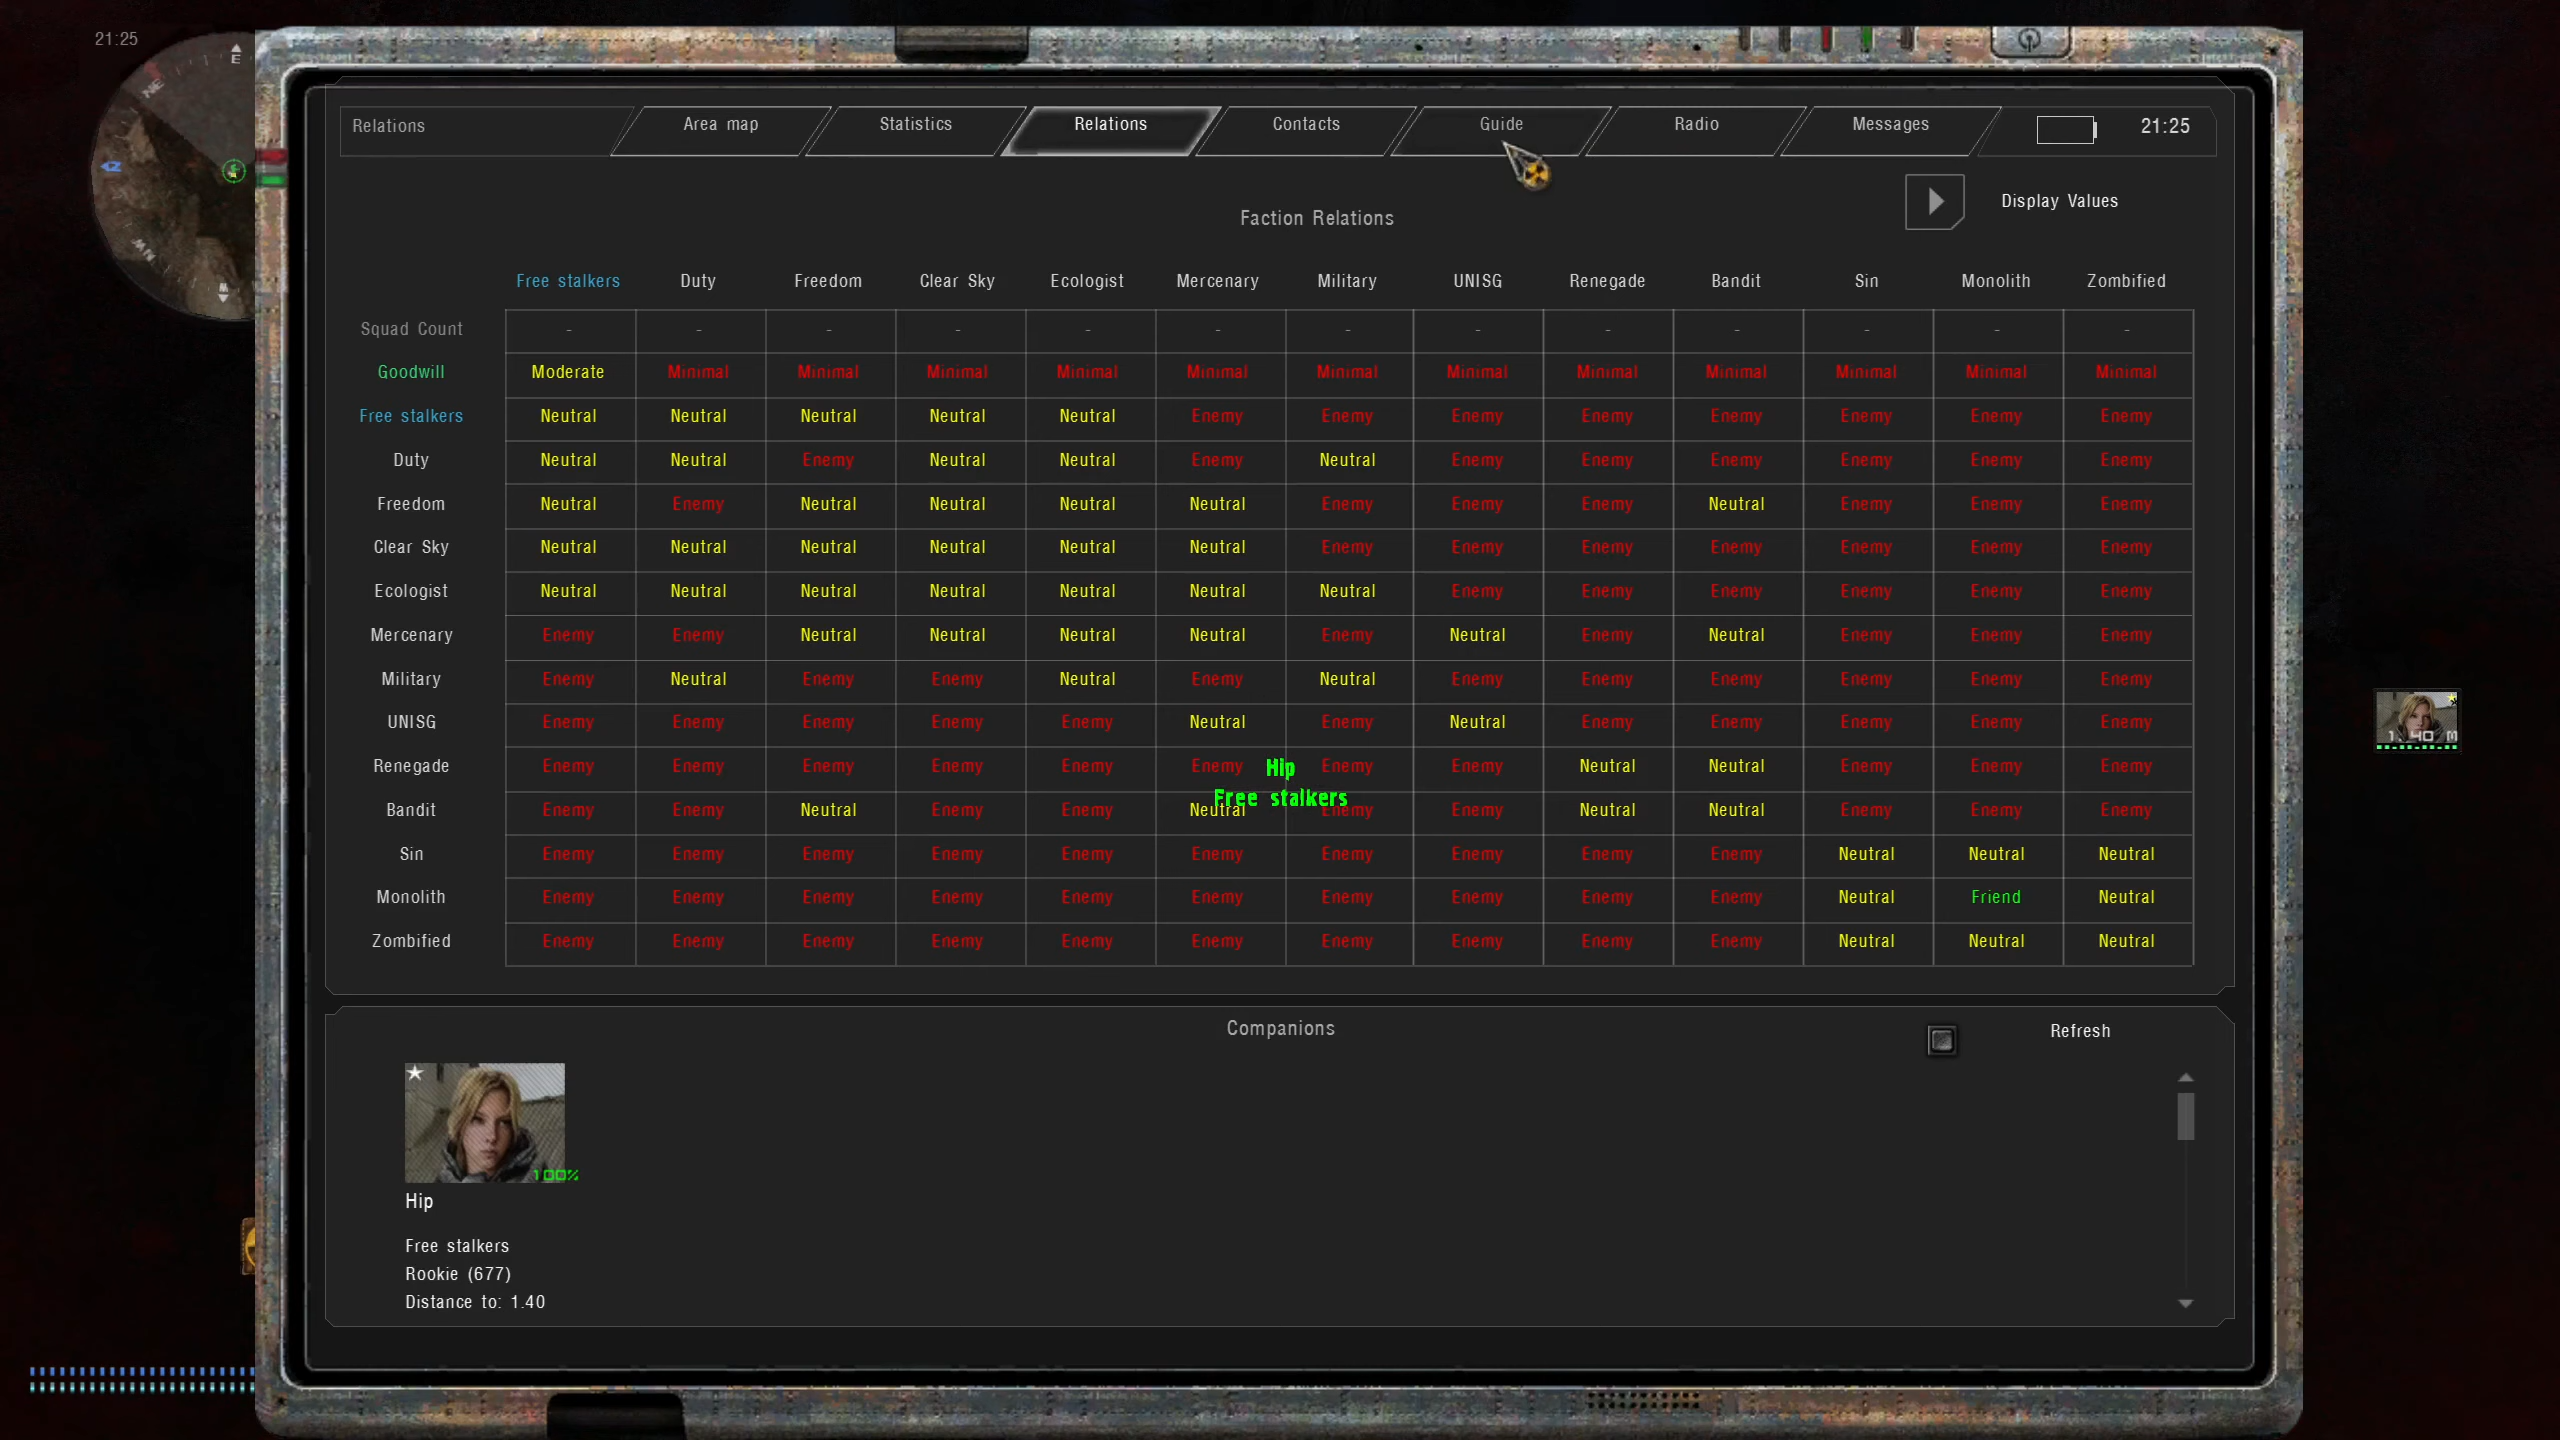 21:25
E
NE
Z
NW
W
Relations Area map Statistics Relations Contacts Guide Radio Messages 21:25
Display Values
Faction Relations
Free stalkers Duty Freedom Clear Sky Ecologist Mercenary Military UNISG Renegade Bandit Sin Monolith Zombified
Squad Count - - - - - - - - - - - - -
Goodwill Moderate Minimal Minimal Minimal Minimal Minimal Minimal Minimal Minimal Minimal Minimal Minimal Minimal
Free stalkers Neutral Neutral Neutral Neutral Neutral Enemy Enemy Enemy Enemy Enemy Enemy Enemy Enemy
Duty Neutral Neutral Enemy Neutral Neutral Enemy Neutral Enemy Enemy Enemy Enemy Enemy Enemy
Freedom Neutral Enemy Neutral Neutral Neutral Neutral Enemy Enemy Enemy Neutral Enemy Enemy Enemy
Clear Sky Neutral Neutral Neutral Neutral Neutral Neutral Enemy Enemy Enemy Enemy Enemy Enemy Enemy
Ecologist Neutral Neutral Neutral Neutral Neutral Neutral Neutral Enemy Enemy Enemy Enemy Enemy Enemy
Mercenary Enemy Enemy Neutral Neutral Neutral Neutral Enemy Neutral Enemy Neutral Enemy Enemy Enemy
Military Enemy Neutral Enemy Enemy Neutral Enemy Neutral Enemy Enemy Enemy Enemy Enemy Enemy
UNISG Enemy Enemy Enemy Enemy Enemy Neutral Enemy Neutral Enemy Enemy Enemy Enemy Enemy
1.40 M
Renegade Enemy Enemy Enemy Enemy Enemy Enemy Enemy Enemy Neutral Neutral Enemy Enemy Enemy
Hip
Free stalkers
Bandit Enemy Enemy Neutral Enemy Enemy Neutral Enemy Enemy Neutral Neutral Enemy Enemy Enemy
Sin Enemy Enemy Enemy Enemy Enemy Enemy Enemy Enemy Enemy Enemy Neutral Neutral Neutral
Monolith Enemy Enemy Enemy Enemy Enemy Enemy Enemy Enemy Enemy Enemy Neutral Friend Neutral
Zombified Enemy Enemy Enemy Enemy Enemy Enemy Enemy Enemy Enemy Enemy Neutral Neutral Neutral
Companions
Refresh
100%
Hip
Free stalkers
Rookie (677)
Distance to: 1.40